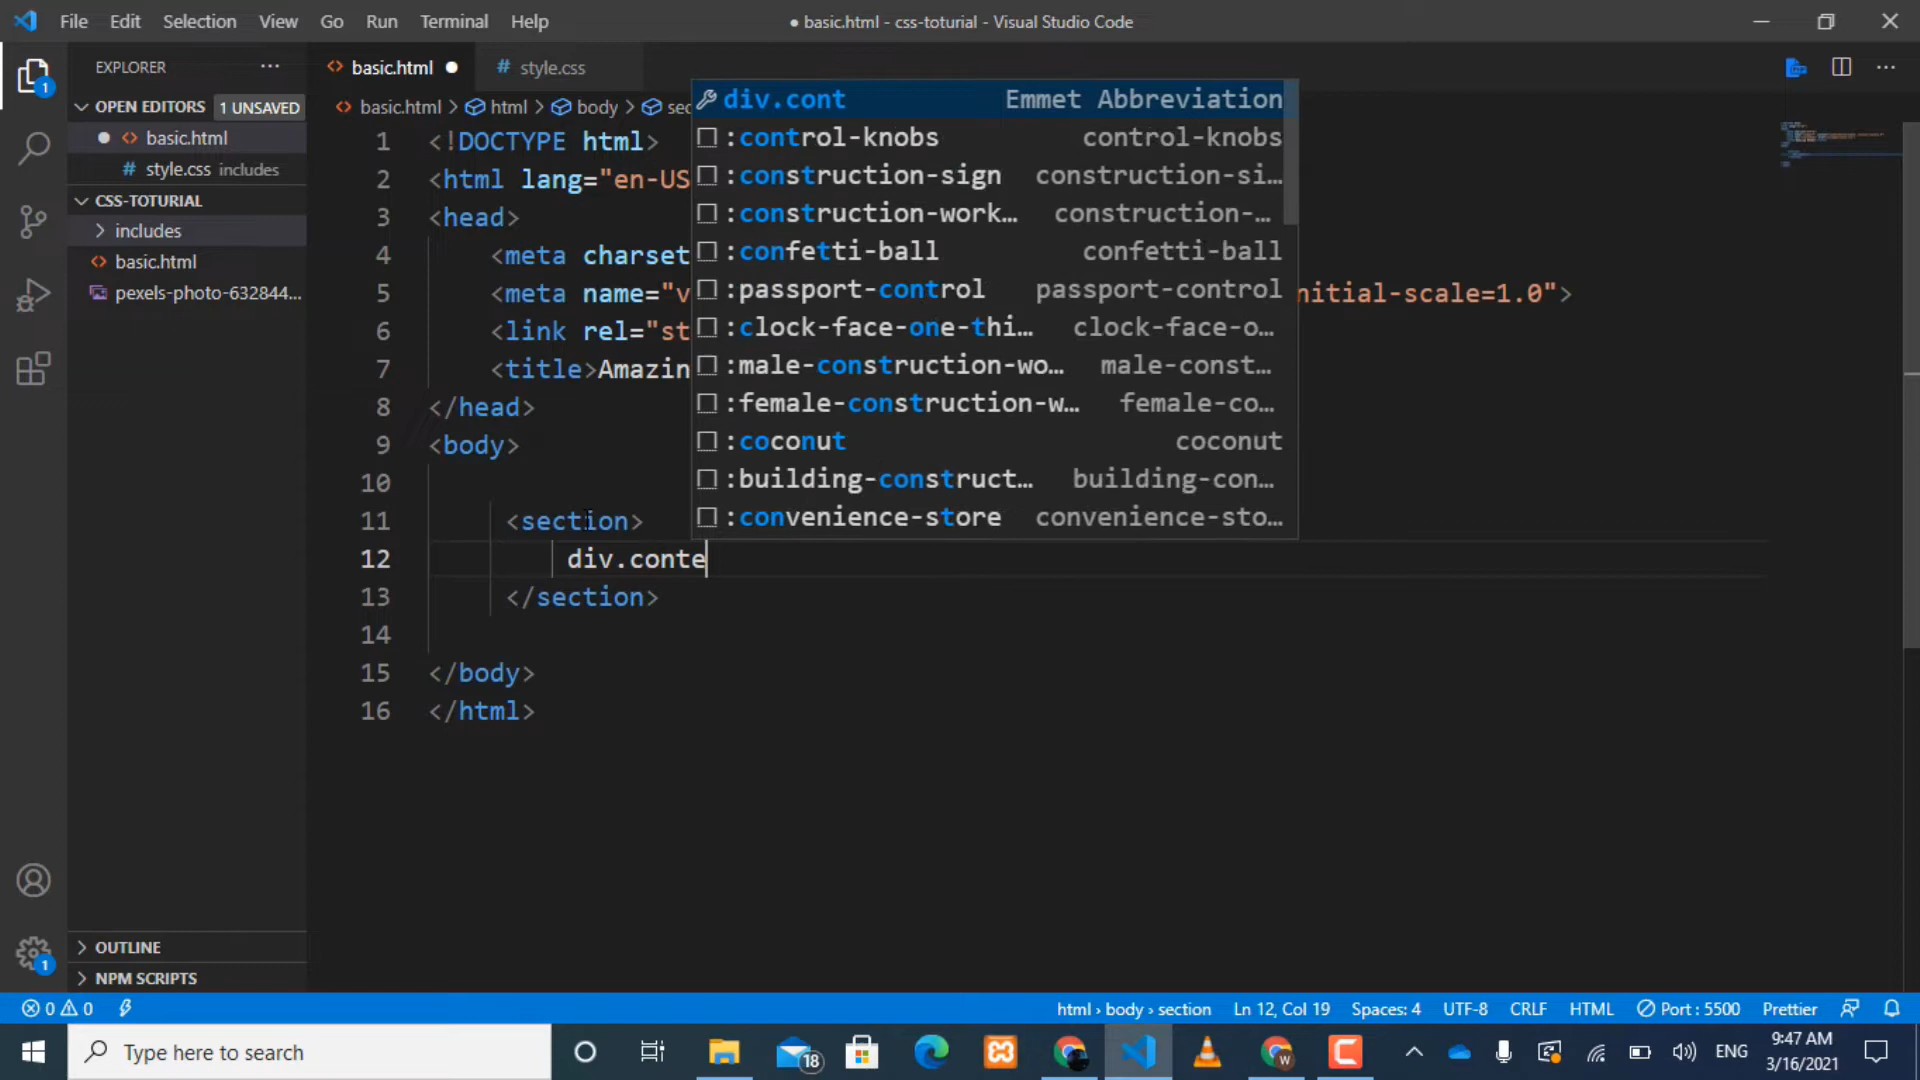 File Edit Selection View Go Run Terminal Help
● basic.html - css-toturial - Visual Studio Code
EXPLORER ···
basic.html ●
# style.css
OPEN EDITORS 1 UNSAVED
● basic.html
# style.css includes
CSS-TOTURIAL
includes
basic.html
pexels-photo-632844...
OUTLINE
NPM SCRIPTS
basic.html > html > body > sec
1 <!DOCTYPE html>
2 <html lang="en-US
3 <head>
4 <meta charset
5 <meta name="v nitial-scale=1.0">
6 <link rel="st
7 <title>Amazin
8 </head>
9 <body>
10
11 <section>
12 div.conte
13 </section>
14
15 </body>
16 </html>
div.cont Emmet Abbreviation
:control-knobs control-knobs
:construction-sign construction-si…
:construction-work… construction-…
:confetti-ball confetti-ball
:passport-control passport-control
:clock-face-one-thi… clock-face-o…
:male-construction-wo… male-const…
:female-construction-w… female-co…
:coconut coconut
:building-construct… building-con…
:convenience-store convenience-sto…
1
1
0 0
html › body › section Ln 12, Col 19 Spaces: 4 UTF-8 CRLF HTML Port : 5500 Prettier
Type here to search
18
ENG
9:47 AM
3/16/2021